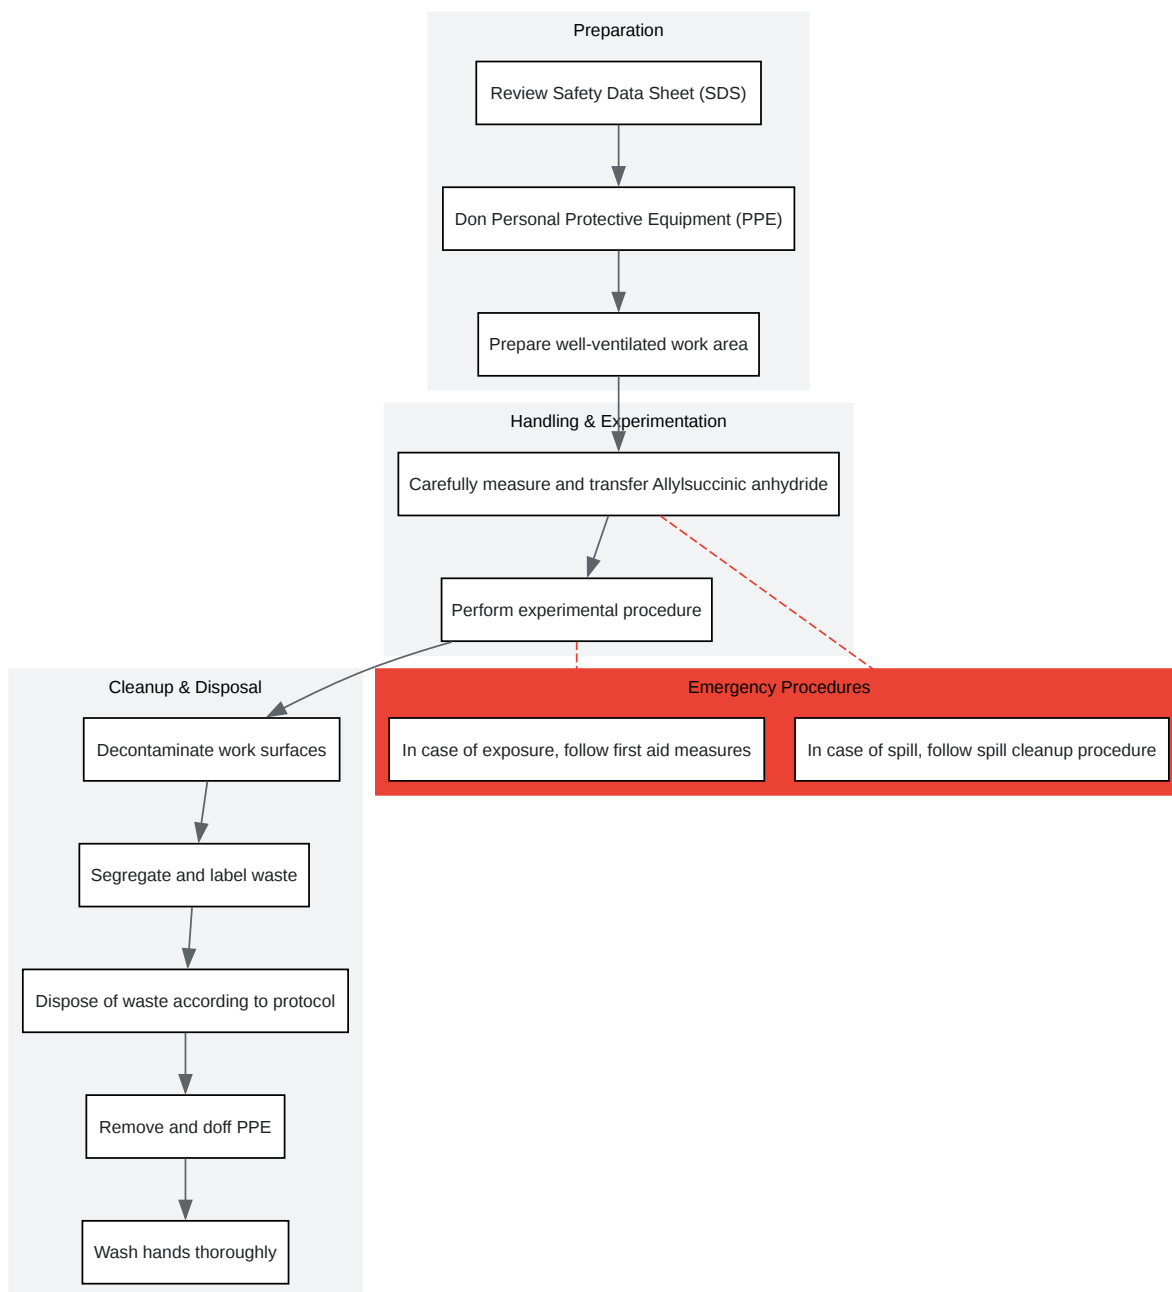 Preparation
Review Safety Data Sheet (SDS)
Don Personal Protective Equipment (PPE)
Prepare well-ventilated work area
Handling & Experimentation
Carefully measure and transfer Allylsuccinic anhydride
Perform experimental procedure
Cleanup & Disposal
Decontaminate work surfaces
Segregate and label waste
Dispose of waste according to protocol
Remove and doff PPE
Wash hands thoroughly
Emergency Procedures
In case of exposure, follow first aid measures
In case of spill, follow spill cleanup procedure